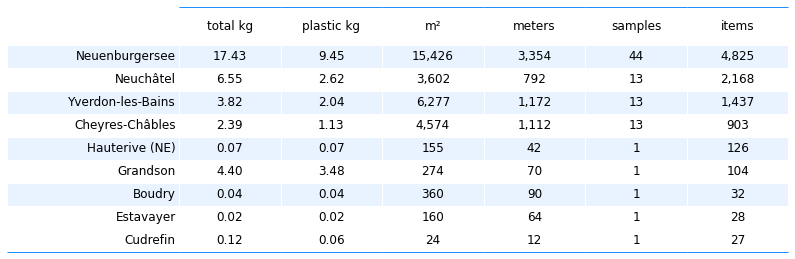 total kg plastic kg m² meters samples items
Neuenburgersee 17.43 9.45 15,426 3,354 44 4,825
Neuchâtel 6.55 2.62 3,602 792 13 2,168
Yverdon-les-Bains 3.82 2.04 6,277 1,172 13 1,437
Cheyres-Châbles 2.39 1.13 4,574 1,112 13 903
Hauterive (NE) 0.07 0.07 155 42 1 126
Grandson 4.40 3.48 274 70 1 104
Boudry 0.04 0.04 360 90 1 32
Estavayer 0.02 0.02 160 64 1 28
Cudrefin 0.12 0.06 24 12 1 27